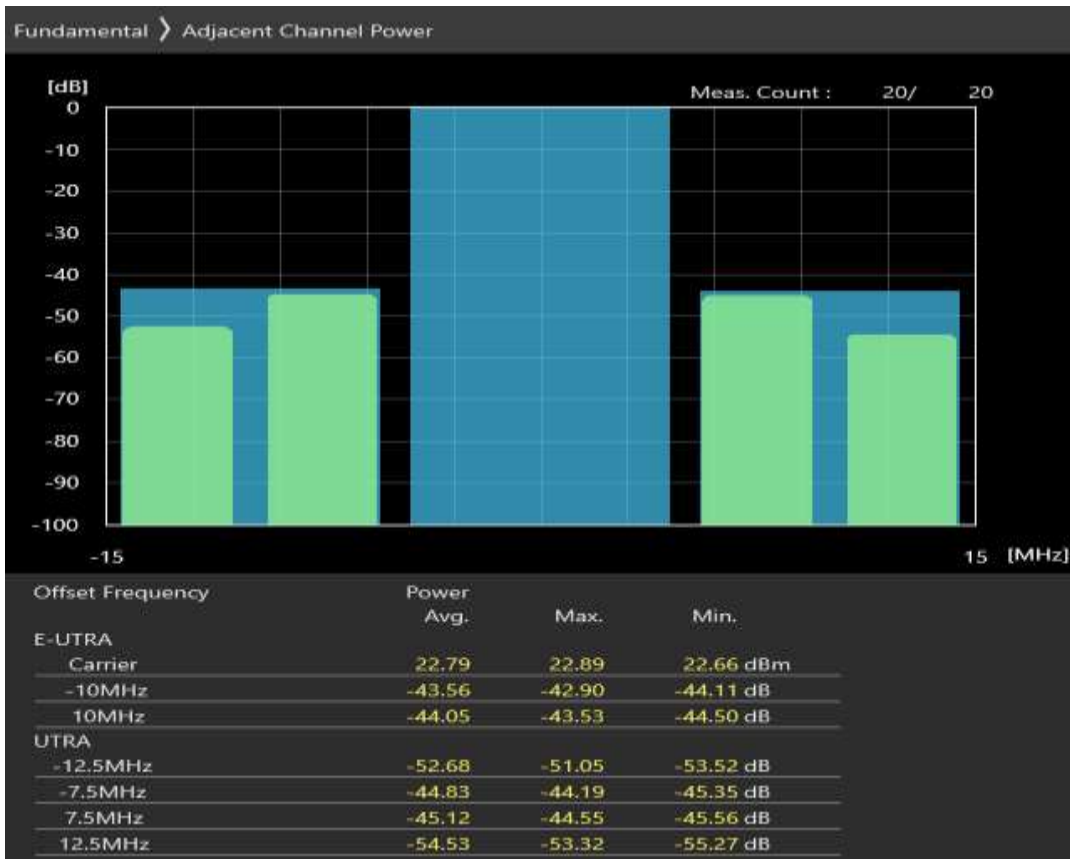 Fundamental 〉 Adjacent Channel Power
[dB]
Meas. Count : 20/ 20
0
-10
-20
-30
-40
-50
-60
-70
-80
-90
-100
-15 15 [MHz]
Offset Frequency Power
Avg. Max. Min.
E-UTRA
Carrier 22.79 22.89 22.66 dBm
-10MHz -43.56 -42.90 -44.11 dB
10MHz -44.05 -43.53 -44.50 dB
UTRA
-12.5MHz -52.68 -51.05 -53.52 dB
-7.5MHz -44.83 -44.19 -45.35 dB
7.5MHz -45.12 -44.55 -45.56 dB
12.5MHz -54.53 -53.32 -55.27 dB